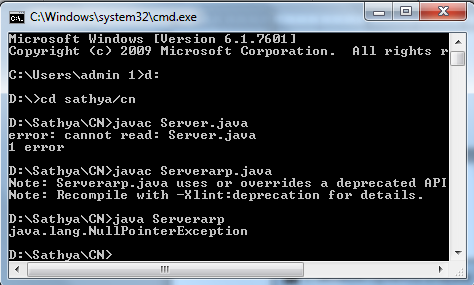 C:\Windows\system32\cmd.exe
Microsoft Windows [Version 6.1.7601]
Copyright (c) 2009 Microsoft Corporation.  All rights r
C:\Users\admin 1>d:
D:\>cd sathya/cn
D:\Sathya\CN>javac Server.java
error: cannot read: Server.java
1 error
D:\Sathya\CN>javac Serverarp.java
Note: Serverarp.java uses or overrides a deprecated API
Note: Recompile with -Xlint:deprecation for details.
D:\Sathya\CN>java Serverarp
java.lang.NullPointerException
D:\Sathya\CN>